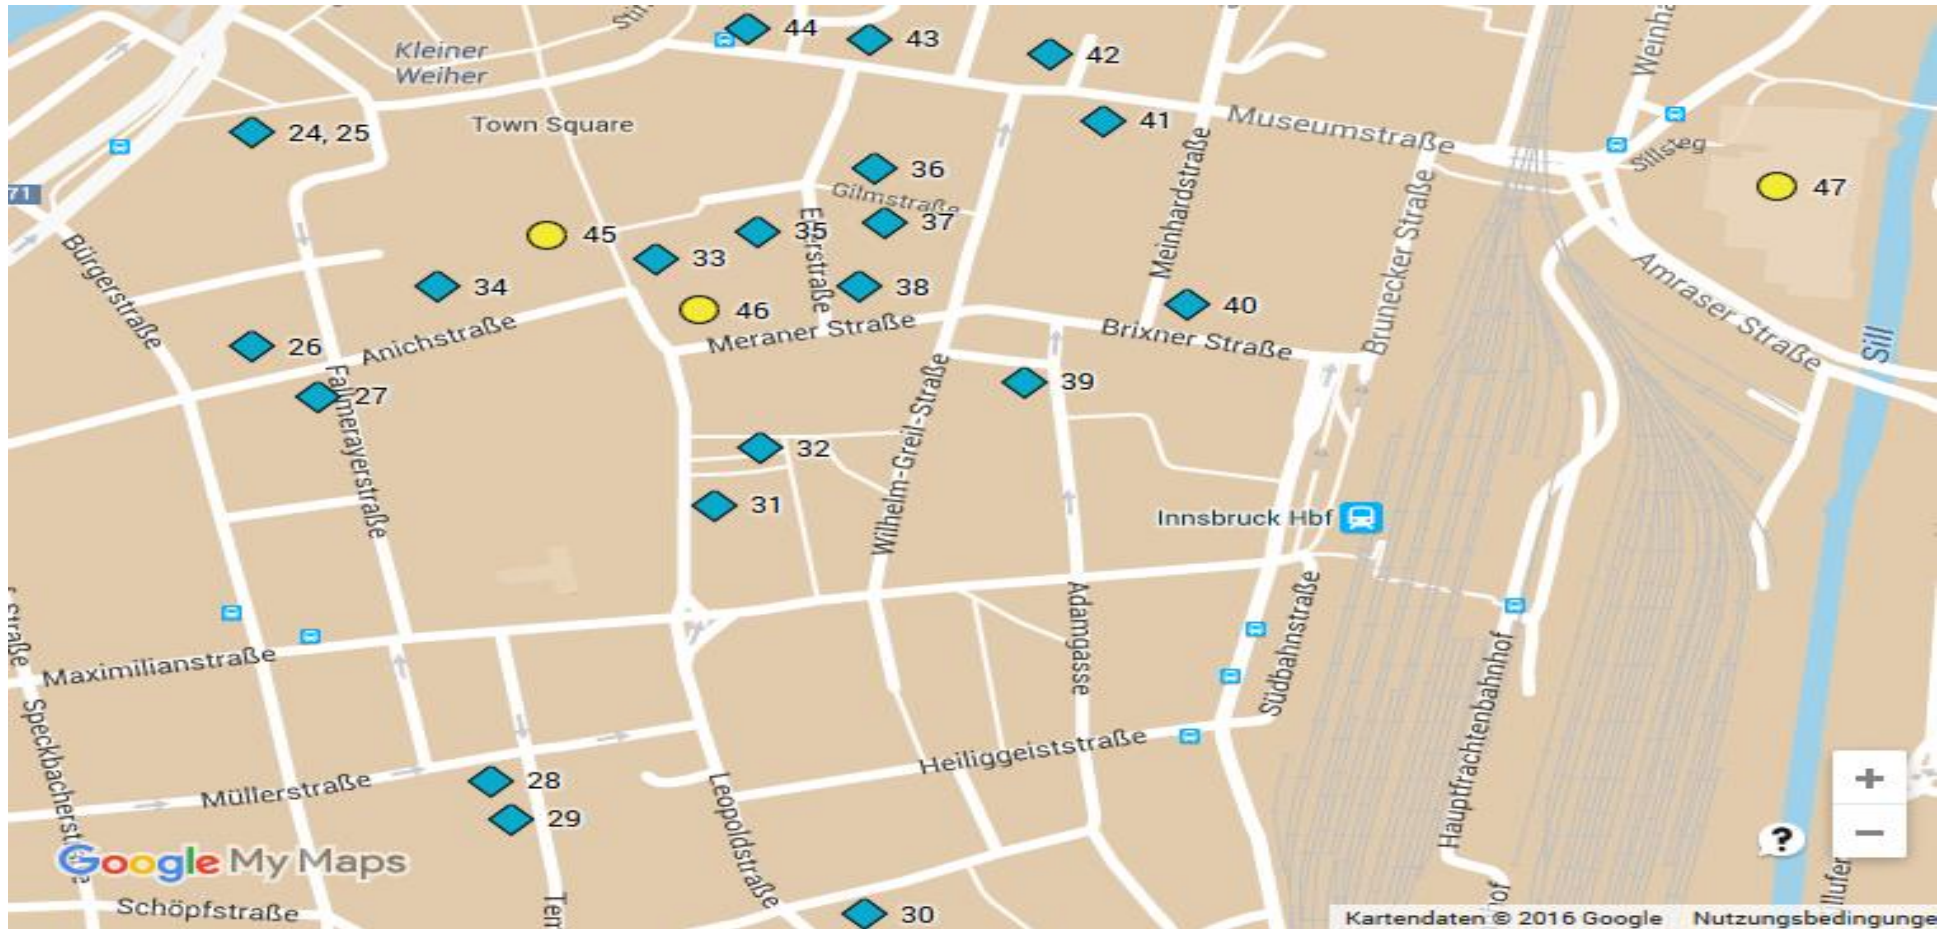 44
43
42
Kleiner
Weiher
24, 25
Town Square
41
Museumstraße
Sillsteg
71
36
Gilmstraße
47
45
35
37
Meinhardstraße
Brunecker Straße
Bürgerstraße
33
34
38
40
46
Amraser Straße
Sill
Anichstraße
Meraner Straße
Brixner Straße
26
27
Fallmerayerstraße
39
Wilhelm-Greil-Straße
32
31
Innsbruck Hbf
Adamgasse
Südbahnstraße
Hauptfrachtenbahnhof
Maximilianstraße
Speckbacherstraße
Heiliggeiststraße
Müllerstraße
28
29
Leopoldstraße
+
−
?
Google My Maps
Schöpfstraße
30
Kartendaten © 2016 Google Nutzungsbedingunge